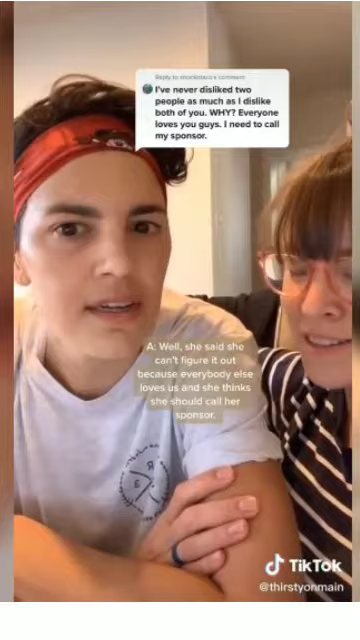 I've never disliked two
people as much as I dislike
both of you. WHY? Everyone
loves you guys. I need to call
my sponsor.
A: Well, she said she
can't figure it out
because everybody else
loves us and she thinks
she should call her
sponsor.
TikTok
@thirstyonmain